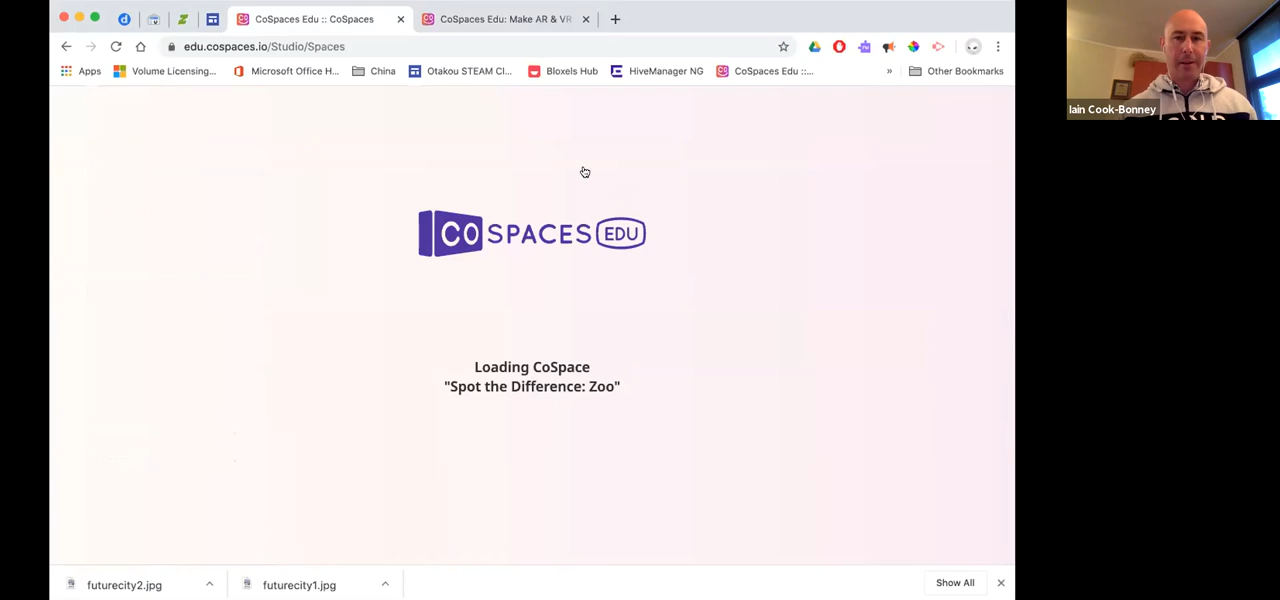 CoSpaces Edu :: CoSpaces
CoSpaces Edu: Make AR & VR
edu.cospaces.io/Studio/Spaces
Apps
Volume Licensing...
Microsoft Office H...
China
Otakou STEAM Cl...
Bloxels Hub
HiveManager NG
CoSpaces Edu ::...
»
Other Bookmarks
Iain Cook-Bonney
CO SPACES EDU
Loading CoSpace
"Spot the Difference: Zoo"
futurecity2.jpg
futurecity1.jpg
Show All